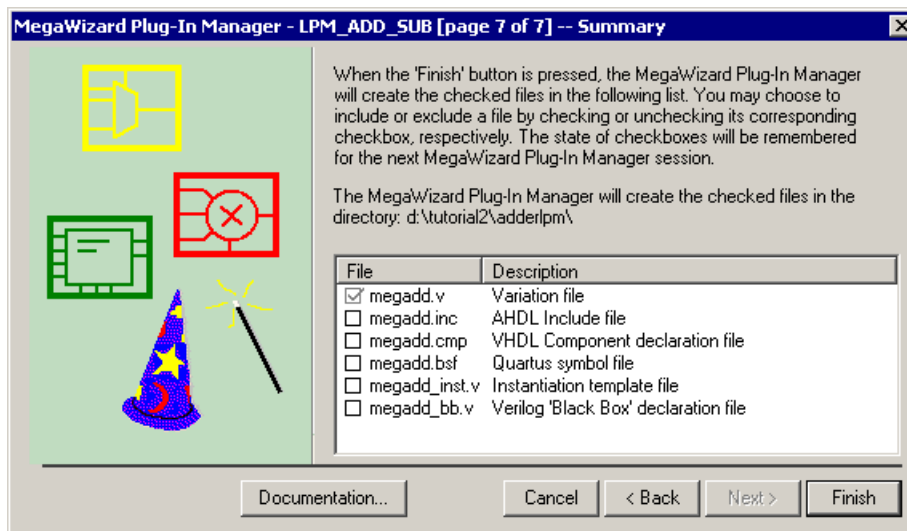 MegaWizard Plug-In Manager - LPM_ADD_SUB [page 7 of 7] -- Summary
When the 'Finish' button is pressed, the MegaWizard Plug-In Manager
will create the checked files in the following list. You may choose to
include or exclude a file by checking or unchecking its corresponding
checkbox, respectively. The state of checkboxes will be remembered
for the next MegaWizard Plug-In Manager session.
The MegaWizard Plug-In Manager will create the checked files in the
directory: d:\tutorial2\adderlpm\
File Description
megadd.v Variation file
megadd.inc AHDL Include file
megadd.cmp VHDL Component declaration file
megadd.bsf Quartus symbol file
megadd_inst.v Instantiation template file
megadd_bb.v Verilog 'Black Box' declaration file
Documentation... Cancel < Back Next > Finish